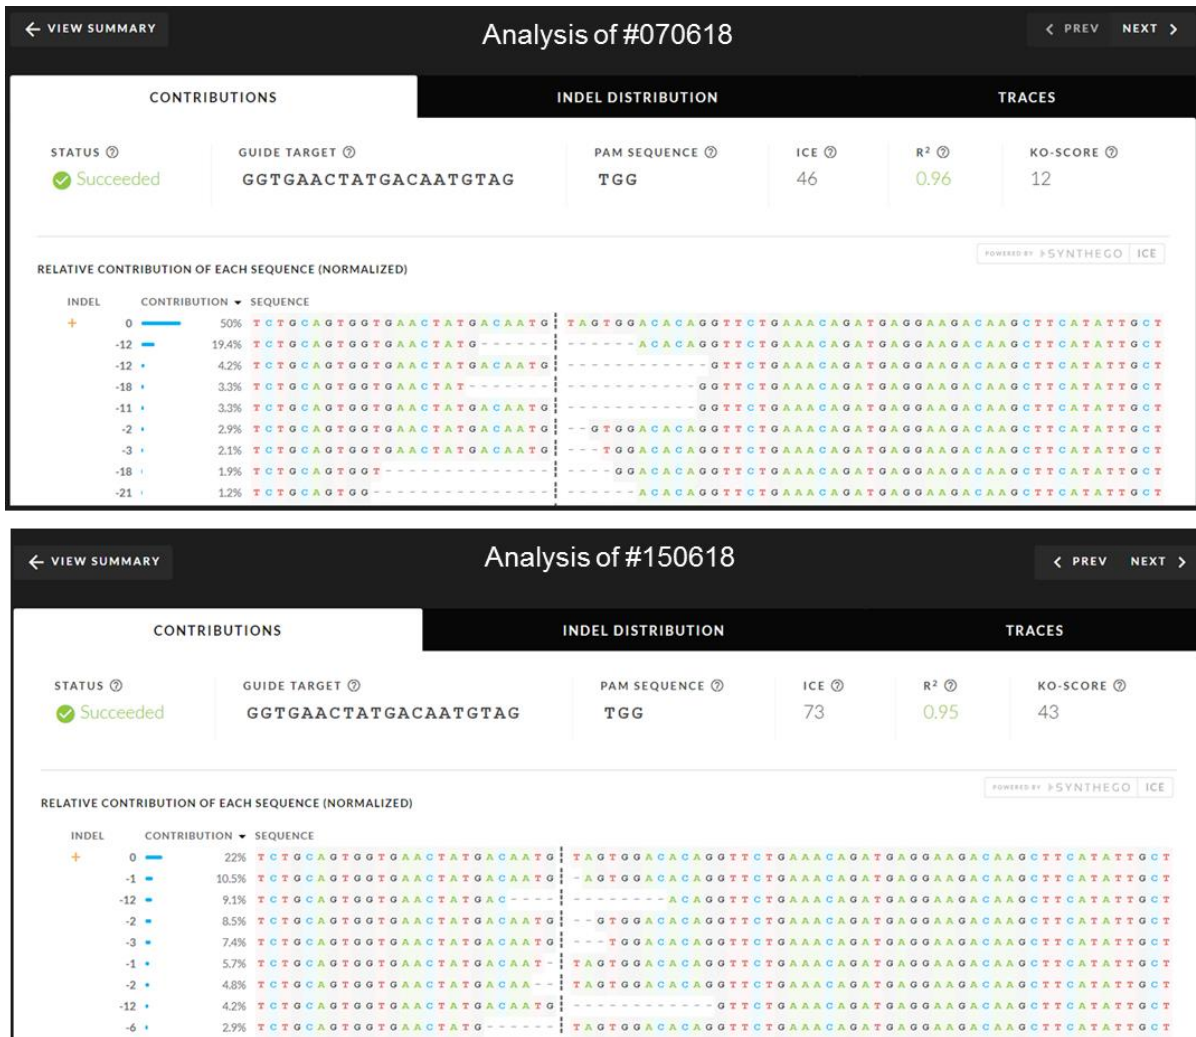 ← VIEW SUMMARY
Analysis of #070618
< PREV NEXT >
CONTRIBUTIONS INDEL DISTRIBUTION TRACES
STATUS ? GUIDE TARGET ? PAM SEQUENCE ? ICE ? R² ? KO-SCORE ?
Succeeded GGTGAACTATGACAATGTAG TGG 46 0.96 12
POWERED BY SYNTHEGO ICE
RELATIVE CONTRIBUTION OF EACH SEQUENCE (NORMALIZED)
INDEL CONTRIBUTION SEQUENCE
+ 0 50% TCTGCAGTGGTGAACTATGACAATG TAGTGGACACAGGTTCTGAAACAGATGAGGAAGACAAGCTTCATATTGCT
-12 19.4% TCTGCAGTGGTGAACTATG------ ------ACACAGGTTCTGAAACAGATGAGGAAGACAAGCTTCATATTGCT
-12 4.2% TCTGCAGTGGTGAACTATGACAATG ------------GTTCTGAAACAGATGAGGAAGACAAGCTTCATATTGCT
-18 3.3% TCTGCAGTGGTGAACTAT------- -----------GGTTCTGAAACAGATGAGGAAGACAAGCTTCATATTGCT
-11 3.3% TCTGCAGTGGTGAACTATGACAATG -----------GGTTCTGAAACAGATGAGGAAGACAAGCTTCATATTGCT
-2 2.9% TCTGCAGTGGTGAACTATGACAATG --GTGGACACAGGTTCTGAAACAGATGAGGAAGACAAGCTTCATATTGCT
-3 2.1% TCTGCAGTGGTGAACTATGACAATG ---TGGACACAGGTTCTGAAACAGATGAGGAAGACAAGCTTCATATTGCT
-18 1.9% TCTGCAGTGGT-------------- ----GGACACAGGTTCTGAAACAGATGAGGAAGACAAGCTTCATATTGCT
-21 1.2% TCTGCAGTGG--------------- ------ACACAGGTTCTGAAACAGATGAGGAAGACAAGCTTCATATTGCT
← VIEW SUMMARY
Analysis of #150618
< PREV NEXT >
CONTRIBUTIONS INDEL DISTRIBUTION TRACES
STATUS ? GUIDE TARGET ? PAM SEQUENCE ? ICE ? R² ? KO-SCORE ?
Succeeded GGTGAACTATGACAATGTAG TGG 73 0.95 43
POWERED BY SYNTHEGO ICE
RELATIVE CONTRIBUTION OF EACH SEQUENCE (NORMALIZED)
INDEL CONTRIBUTION SEQUENCE
+ 0 22% TCTGCAGTGGTGAACTATGACAATG TAGTGGACACAGGTTCTGAAACAGATGAGGAAGACAAGCTTCATATTGCT
-1 10.5% TCTGCAGTGGTGAACTATGACAATG -AGTGGACACAGGTTCTGAAACAGATGAGGAAGACAAGCTTCATATTGCT
-12 9.1% TCTGCAGTGGTGAACTATGAC---- --------ACAGGTTCTGAAACAGATGAGGAAGACAAGCTTCATATTGCT
-2 8.5% TCTGCAGTGGTGAACTATGACAATG --GTGGACACAGGTTCTGAAACAGATGAGGAAGACAAGCTTCATATTGCT
-3 7.4% TCTGCAGTGGTGAACTATGACAATG ---TGGACACAGGTTCTGAAACAGATGAGGAAGACAAGCTTCATATTGCT
-1 5.7% TCTGCAGTGGTGAACTATGACAAT- TAGTGGACACAGGTTCTGAAACAGATGAGGAAGACAAGCTTCATATTGCT
-2 4.8% TCTGCAGTGGTGAACTATGACAA-- TAGTGGACACAGGTTCTGAAACAGATGAGGAAGACAAGCTTCATATTGCT
-12 4.2% TCTGCAGTGGTGAACTATGACAATG ------------GTTCTGAAACAGATGAGGAAGACAAGCTTCATATTGCT
-6 2.9% TCTGCAGTGGTGAACTATG------ TAGTGGACACAGGTTCTGAAACAGATGAGGAAGACAAGCTTCATATTGCT